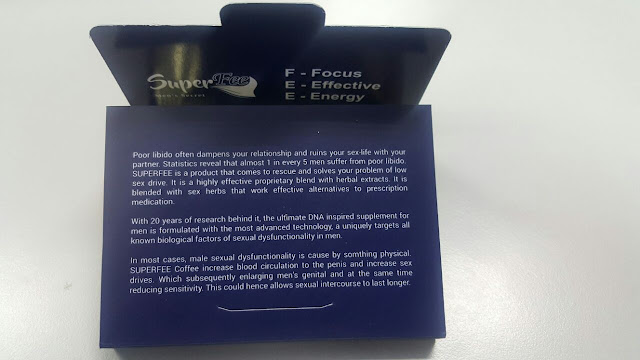 SuperFee
Men's Secret
F - Focus
E - Effective
E - Energy
Poor libido often dampens your relationship and ruins your sex-life with your
partner. Statistics reveal that almost 1 in every 5 men suffer from poor libido.
SUPERFEE is a product that comes to rescue and solves your problem of low
sex drive. It is a highly effective proprietary blend with herbal extracts. It is
blended with sex herbs that work effective alternatives to prescription
medication.
With 20 years of research behind it, the ultimate DNA inspired supplement for
men is formulated with the most advanced technology, a uniquely targets all
known biological factors of sexual dysfunctionality in men.
In most cases, male sexual dysfunctionality is cause by somthing physical.
SUPERFEE Coffee increase blood circulation to the penis and increase sex
drives. Which subsequently enlarging men's genital and at the same time
reducing sensitivity. This could hence allows sexual intercourse to last longer.